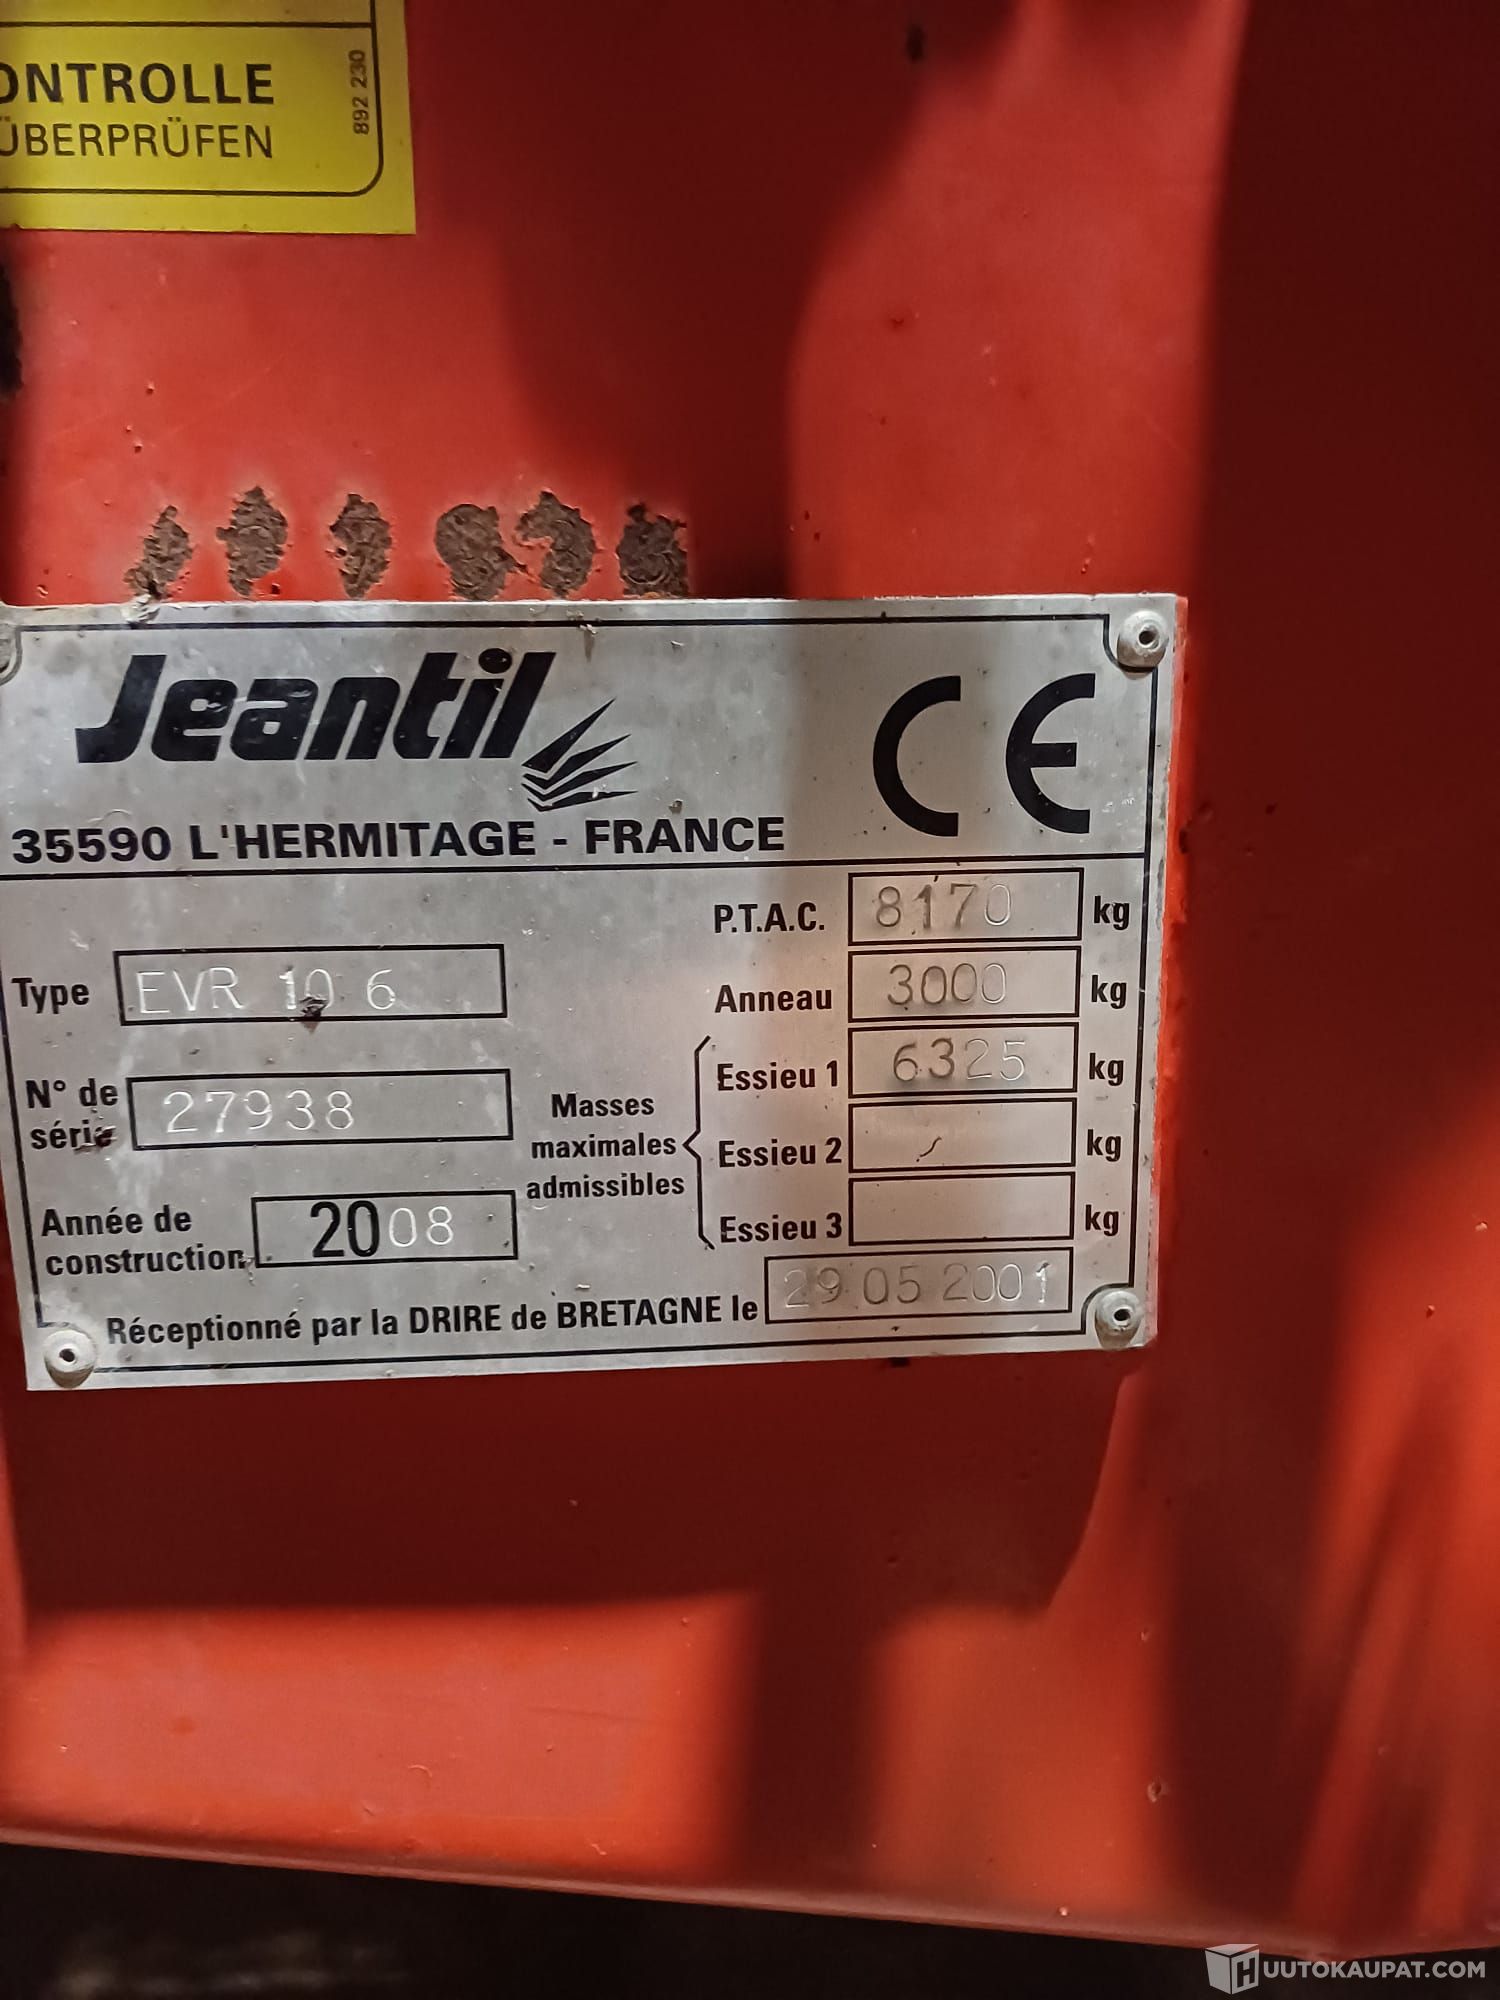 ONTROLLE
ÜBERPRÜFEN
892 230
Jeantil
CE
35590 L'HERMITAGE - FRANCE
P.T.A.C. 8170 kg
Type EVR 10 6
Anneau 3000 kg
N° de série 27938
Masses maximales admissibles
Essieu 1 6325 kg
Essieu 2 kg
Essieu 3 kg
Année de construction 2008
Réceptionné par la DRIRE de BRETAGNE le 29 05 2001
HUUTOKAUPAT.COM